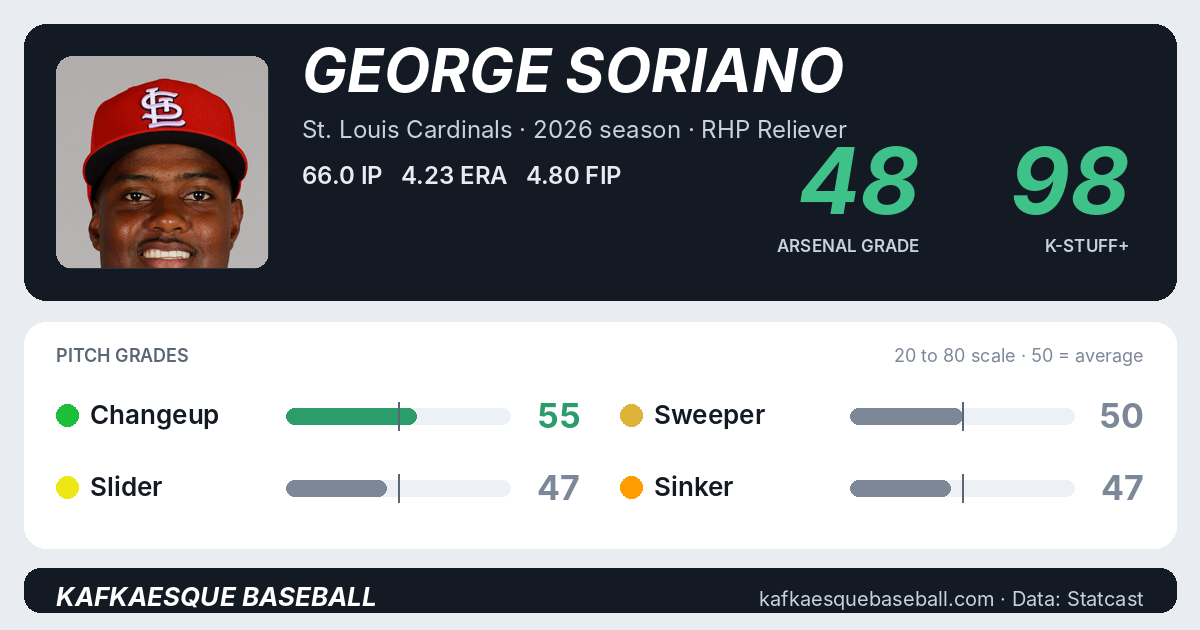 GEORGE SORIANO
St. Louis Cardinals · 2026 season · RHP Reliever
66.0 IP 4.23 ERA 4.80 FIP
48 98
ARSENAL GRADE K-STUFF+
PITCH GRADES 20 to 80 scale · 50 = average
Changeup 55 Sweeper 50
Slider 47 Sinker 47
KAFKAESQUE BASEBALL kafkaesquebaseball.com · Data: Statcast